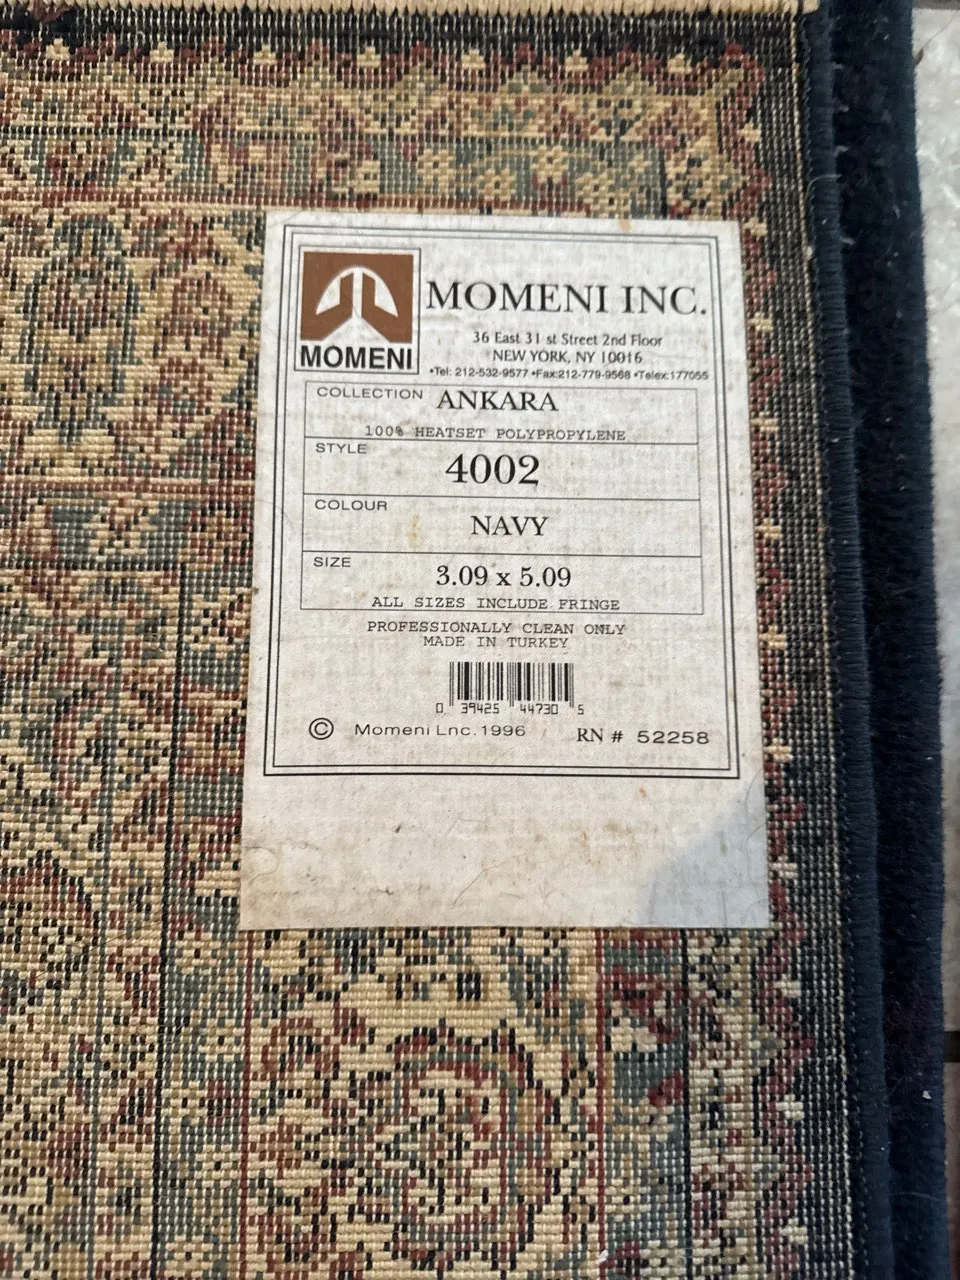 MOMENI INC.
MOMENI
36 East 31 st Street 2nd Floor
NEW YORK, NY 10016
•Tel: 212-532-9577 •Fax:212-779-9568 •Telex:177055
COLLECTION ANKARA
100% HEATSET POLYPROPYLENE
STYLE
4002
COLOUR
NAVY
SIZE
3.09 x 5.09
ALL SIZES INCLUDE FRINGE
PROFESSIONALLY CLEAN ONLY
MADE IN TURKEY
0 39425 44730 5
© Momeni Lnc.1996 RN # 52258